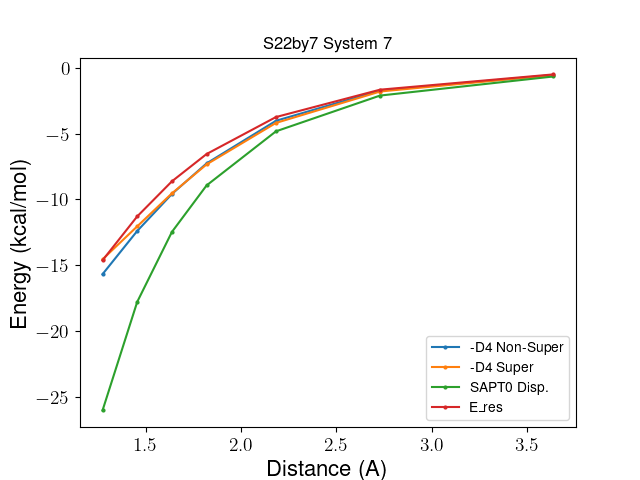 S22by7 System 7
Energy (kcal/mol)
0
−5
−10
−15
−20
−25
1.5
2.0
2.5
3.0
3.5
Distance (A)
-D4 Non-Super
-D4 Super
SAPT0 Disp.
E_res